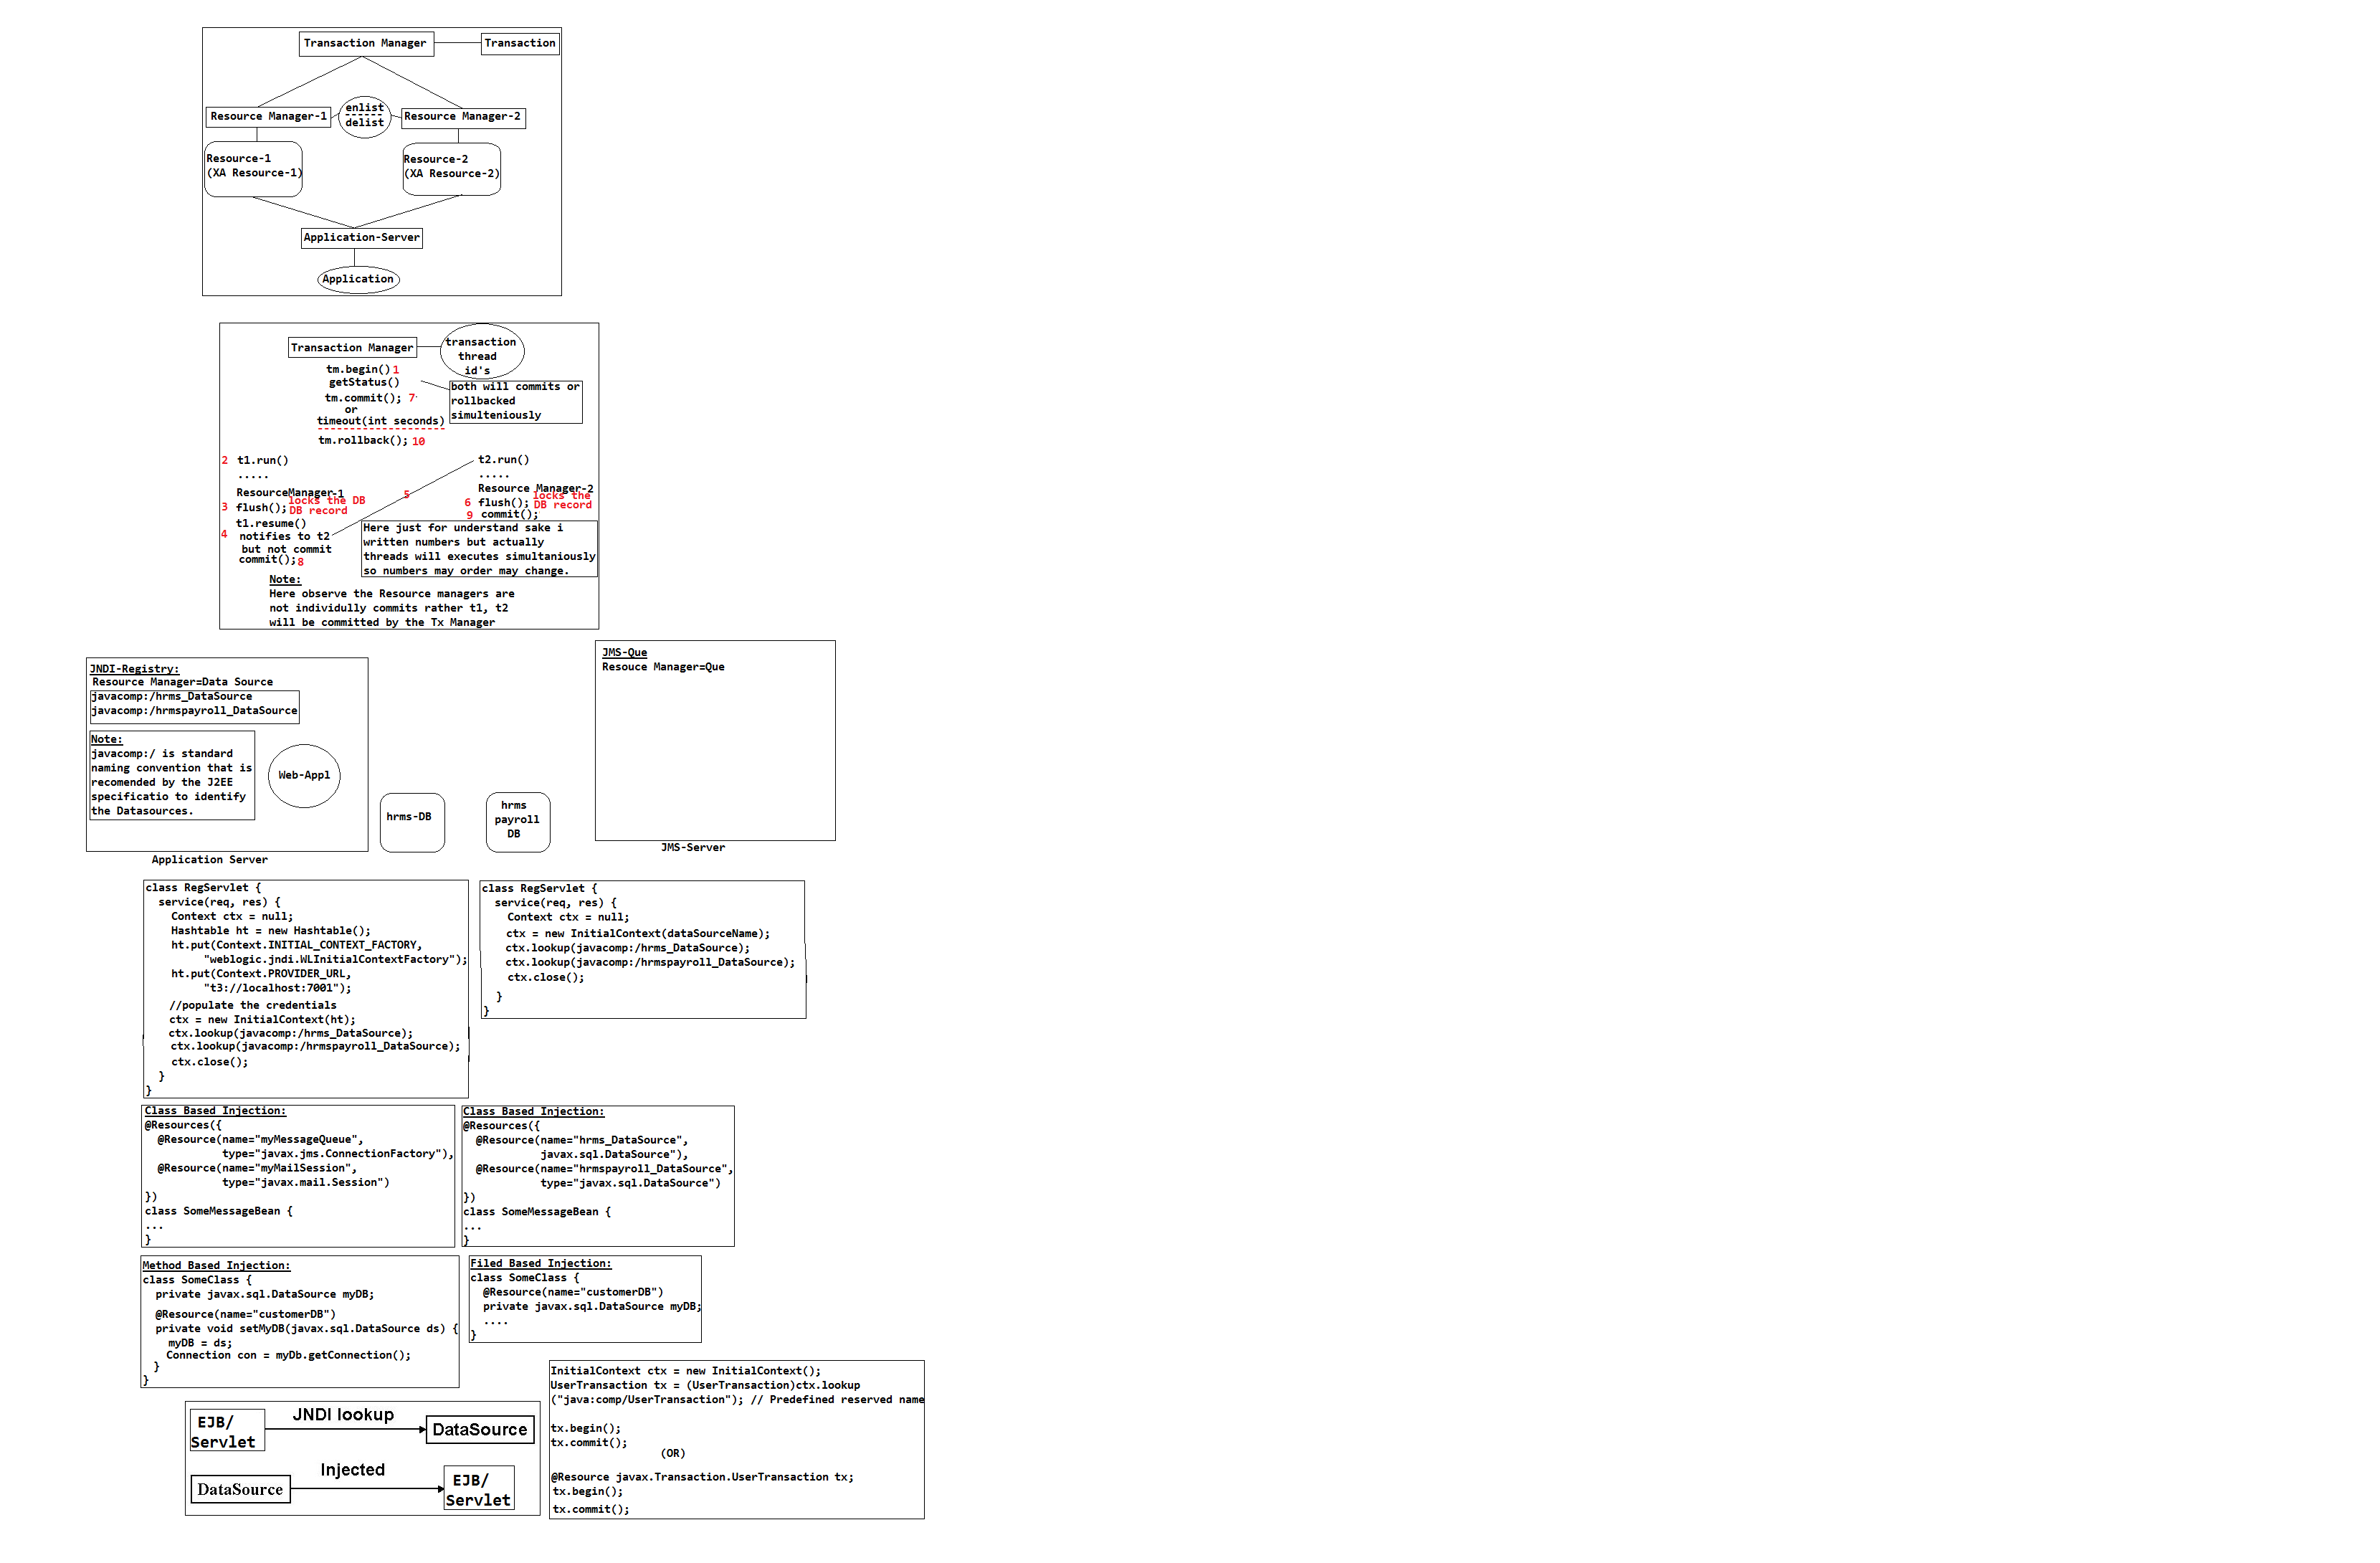 Transaction Manager
Transaction
Resource Manager-1
enlist
delist
Resource Manager-2
Resource-1
(XA Resource-1)
Resource-2
(XA Resource-2)
Application-Server
Application
Transaction Manager
transaction
thread
id's
tm.begin() 1
getStatus()
tm.commit(); 7
or
timeout(int seconds)
tm.rollback(); 10
both will commits or
rollbacked
simulteniously
2 t1.run()
.....
ResourceManager-1
locks the DB
3 flush(); DB record
t1.resume()
4 notifies to t2
but not commit
commit(); 8
5
t2.run()
.....
Resource Manager-2
locks the
6 flush(); DB record
9 commit();
Here just for understand sake i
written numbers but actually
threads will executes simultaniously
so numbers may order may change.
Note:
Here observe the Resource managers are
not individully commits rather t1, t2
will be committed by the Tx Manager
JNDI-Registry:
Resource Manager=Data Source
javacomp:/hrms_DataSource
javacomp:/hrmspayroll_DataSource
Note:
javacomp:/ is standard
naming convention that is
recomended by the J2EE
specificatio to identify
the Datasources.
Web-Appl
Application Server
hrms-DB
hrms
payroll
DB
JMS-Que
Resouce Manager=Que
JMS-Server
class RegServlet {
service(req, res) {
Context ctx = null;
Hashtable ht = new Hashtable();
ht.put(Context.INITIAL_CONTEXT_FACTORY,
"weblogic.jndi.WLInitialContextFactory");
ht.put(Context.PROVIDER_URL,
"t3://localhost:7001");
//populate the credentials
ctx = new InitialContext(ht);
ctx.lookup(javacomp:/hrms_DataSource);
ctx.lookup(javacomp:/hrmspayroll_DataSource);
ctx.close();
}
}
class RegServlet {
service(req, res) {
Context ctx = null;
ctx = new InitialContext(dataSourceName);
ctx.lookup(javacomp:/hrms_DataSource);
ctx.lookup(javacomp:/hrmspayroll_DataSource);
ctx.close();
}
}
Class Based Injection:
@Resources({
@Resource(name="myMessageQueue",
type="javax.jms.ConnectionFactory"),
@Resource(name="myMailSession",
type="javax.mail.Session")
})
class SomeMessageBean {
...
}
Class Based Injection:
@Resources({
@Resource(name="hrms_DataSource",
javax.sql.DataSource"),
@Resource(name="hrmspayroll_DataSource",
type="javax.sql.DataSource")
})
class SomeMessageBean {
...
}
Method Based Injection:
class SomeClass {
private javax.sql.DataSource myDB;
@Resource(name="customerDB")
private void setMyDB(javax.sql.DataSource ds) {
myDB = ds;
Connection con = myDb.getConnection();
}
}
Filed Based Injection:
class SomeClass {
@Resource(name="customerDB")
private javax.sql.DataSource myDB;
....
}
EJB/
Servlet
JNDI lookup
DataSource
DataSource
Injected
EJB/
Servlet
InitialContext ctx = new InitialContext();
UserTransaction tx = (UserTransaction)ctx.lookup
("java:comp/UserTransaction"); // Predefined reserved name
tx.begin();
tx.commit();
(OR)
@Resource javax.Transaction.UserTransaction tx;
tx.begin();
tx.commit();